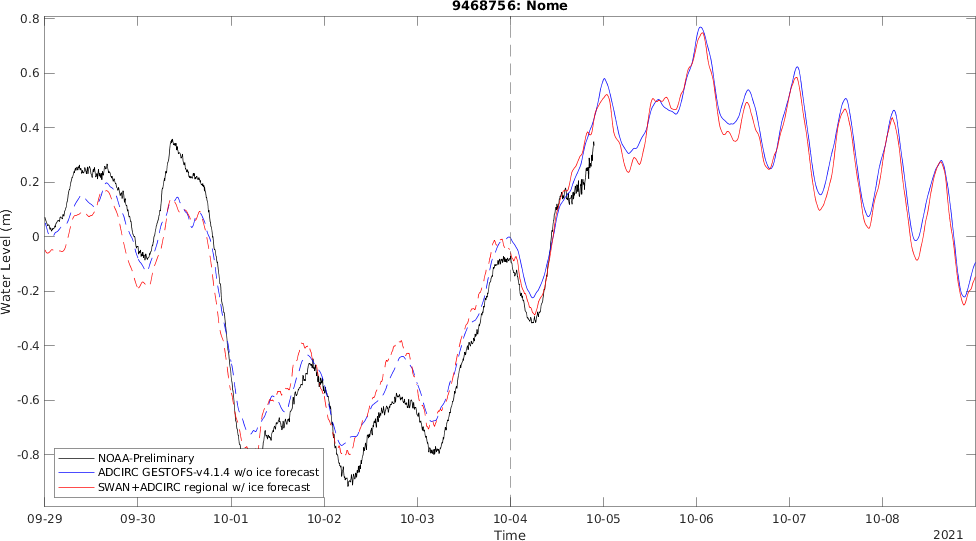 9468756: Nome
0.8
0.6
0.4
0.2
0
-0.2
-0.4
-0.6
-0.8
Water Level (m)
NOAA-Preliminary
ADCIRC GESTOFS-v4.1.4 w/o ice forecast
SWAN+ADCIRC regional w/ ice forecast
09-29 09-30 10-01 10-02 10-03 10-04 10-05 10-06 10-07 10-08
Time
2021